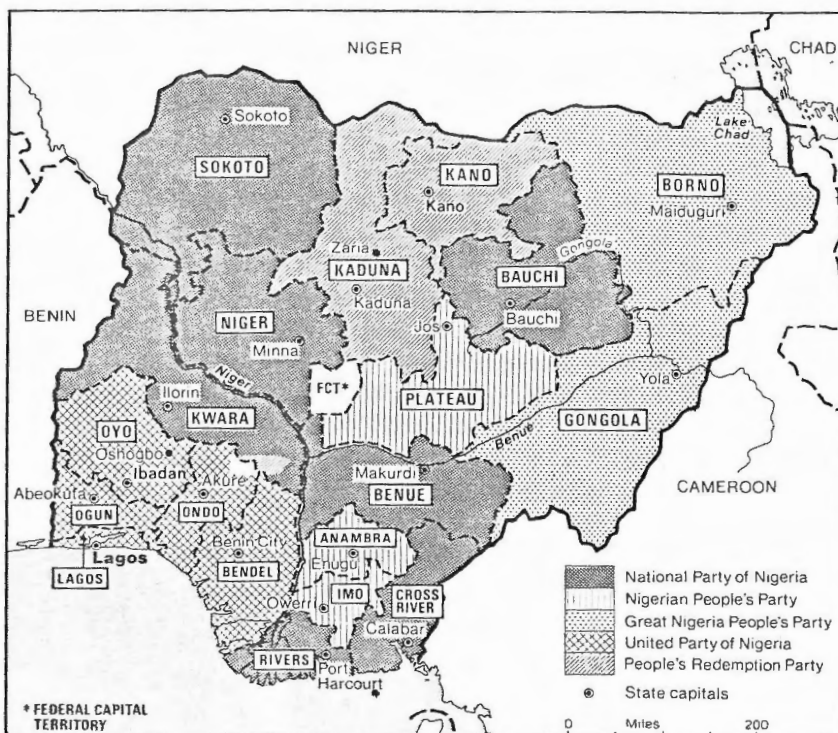 NIGER
CHAD
Sokoto
SOKOTO
KANO
Kano
Lake
Chad
BORNO
Maiduguri
Zaria
KADUNA
Kaduna
Gongola
BAUCHI
Bauchi
BENIN
NIGER
Minna
Jos
Niger
FCT*
PLATEAU
Yola
GONGOLA
Benue
Ilorin
KWARA
OYO
Oshogbo
Ibadan
Makurdi
BENUE
CAMEROON
Abeokuta
OGUN
Akure
ONDO
Lagos
LAGOS
Benin City
BENDEL
ANAMBRA
Enugu
IMO
Owerri
CROSS
RIVER
Calabar
RIVERS
Port
Harcourt
National Party of Nigeria
Nigerian People's Party
Great Nigeria People's Party
United Party of Nigeria
People's Redemption Party
State capitals
0 Miles 200
* FEDERAL CAPITAL
TERRITORY